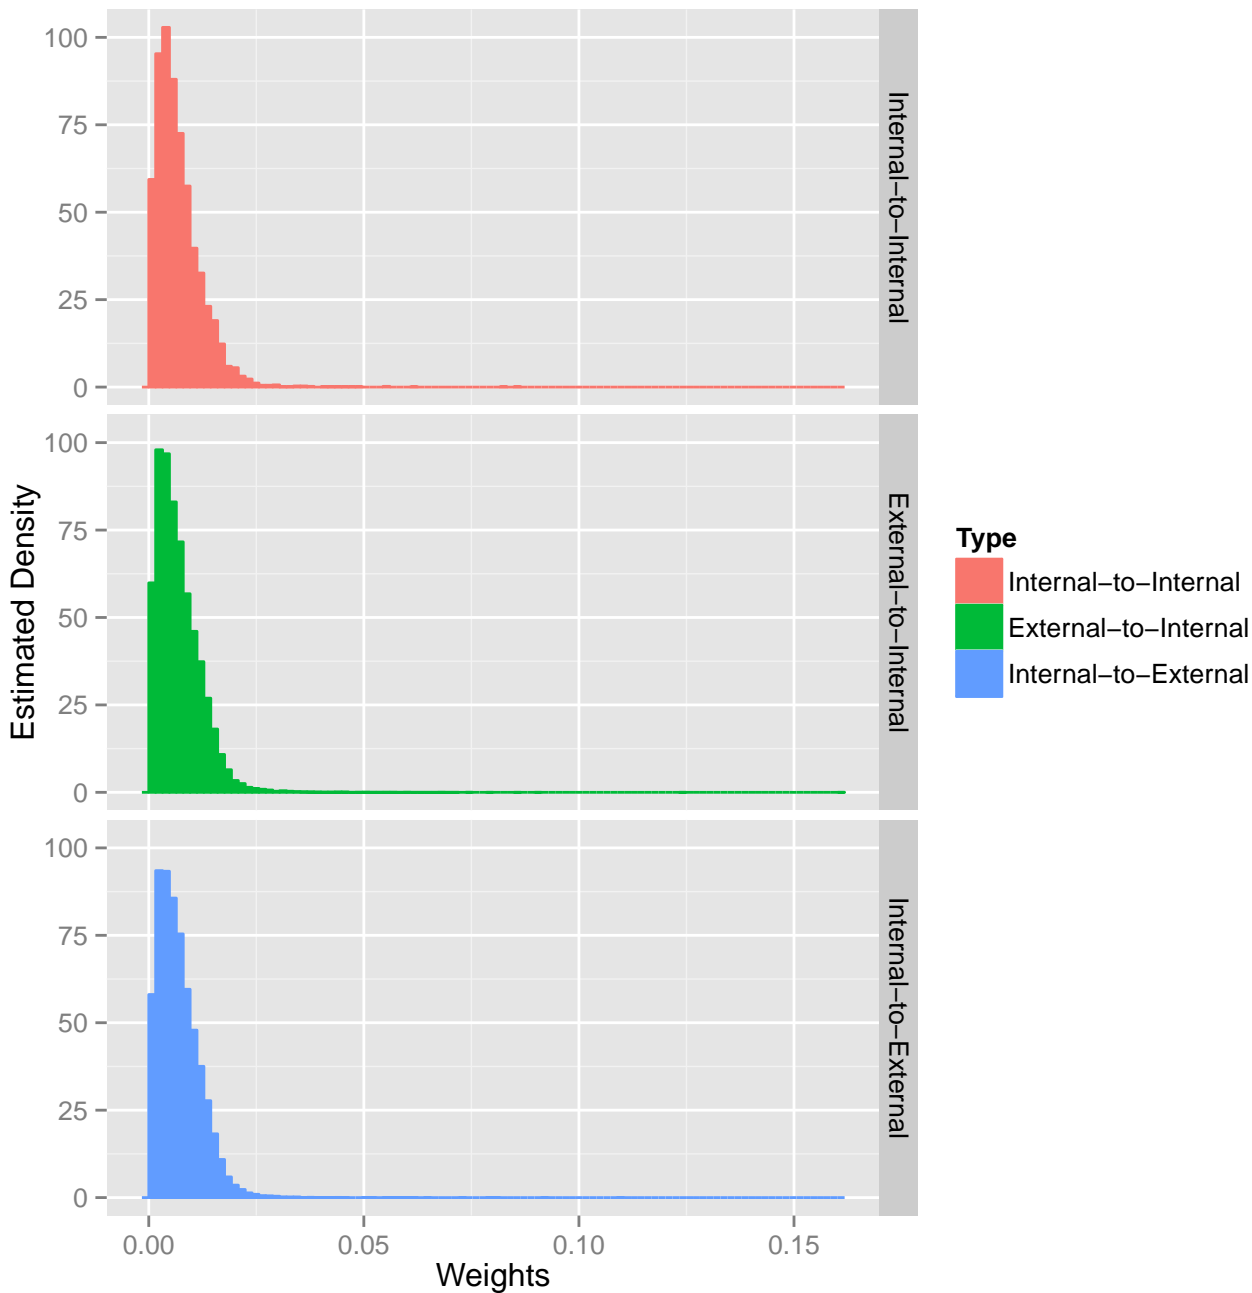 100
75
50
25
0
Internal−to−Internal
100
75
50
25
0
External−to−Internal
100
75
50
25
0
Internal−to−External
Estimated Density
0.00
0.05
0.10
0.15
Weights
Type
Internal−to−Internal
External−to−Internal
Internal−to−External